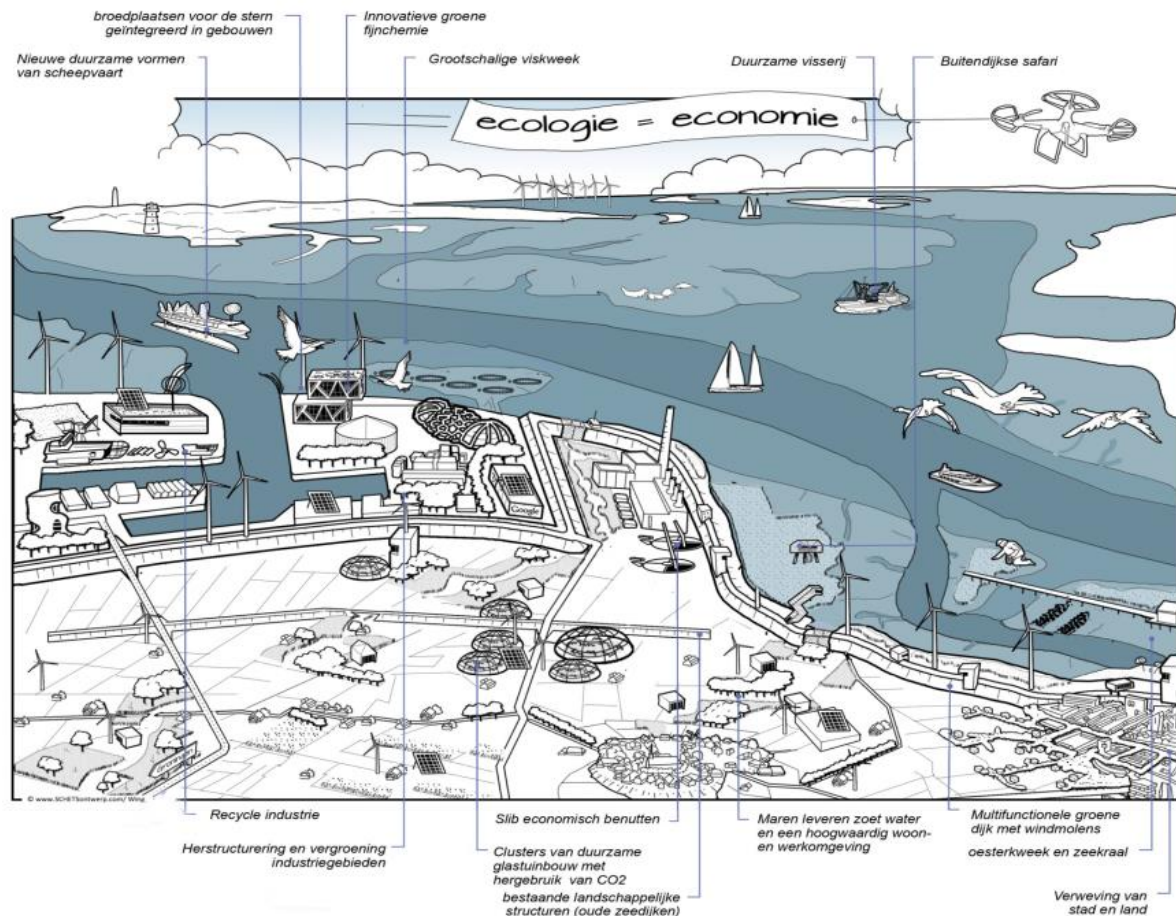 broedplaatsen voor de stern
geïntegreerd in gebouwen
Innovatieve groene
fijnchemie
Nieuwe duurzame vormen
van scheepvaart
Grootschalige viskweek
Duurzame visserij
Buitendijkse safari
ecologie = economie
Google
Groningen
© www.SCHETSontwerp.com/ Wing
Recycle industrie
Herstructurering en vergroening
industriegebieden
Slib economisch benutten
Clusters van duurzame
glastuinbouw met
hergebruik van CO2
bestaande landschappelijke
structuren (oude zeedijken)
Maren leveren zoet water
en een hoogwaardig woon-
en werkomgeving
Multifunctionele groene
dijk met windmolens
oesterkweek en zeekraal
Verweving van
stad en land